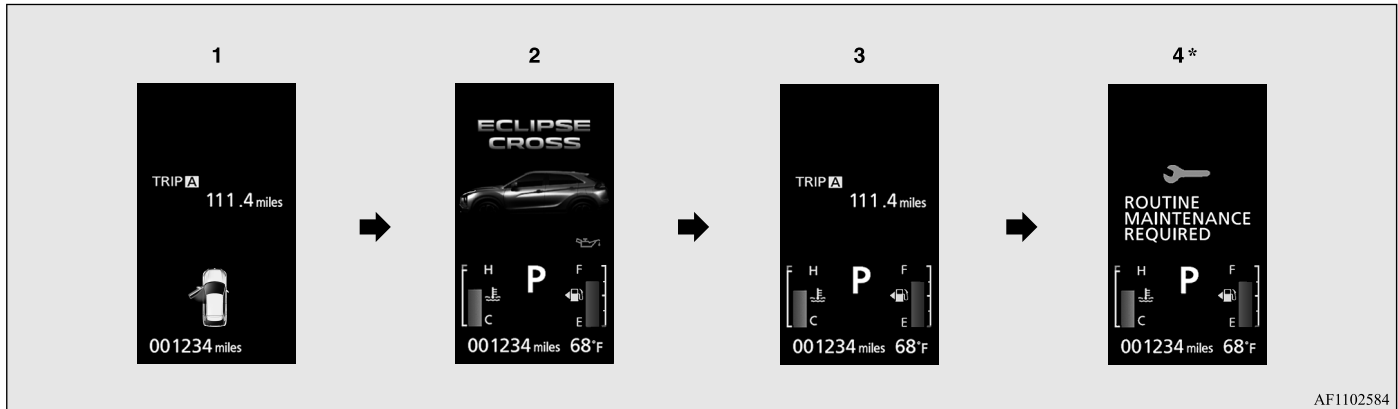 1
TRIP A
111.4 miles
001234 miles
2
ECLIPSE
CROSS
H
P
F
C
E
001234 miles 68°F
3
TRIP A
111.4 miles
H
P
F
C
E
001234 miles 68°F
4*
ROUTINE
MAINTENANCE
REQUIRED
H
P
F
C
E
001234 miles 68°F
AF1102584